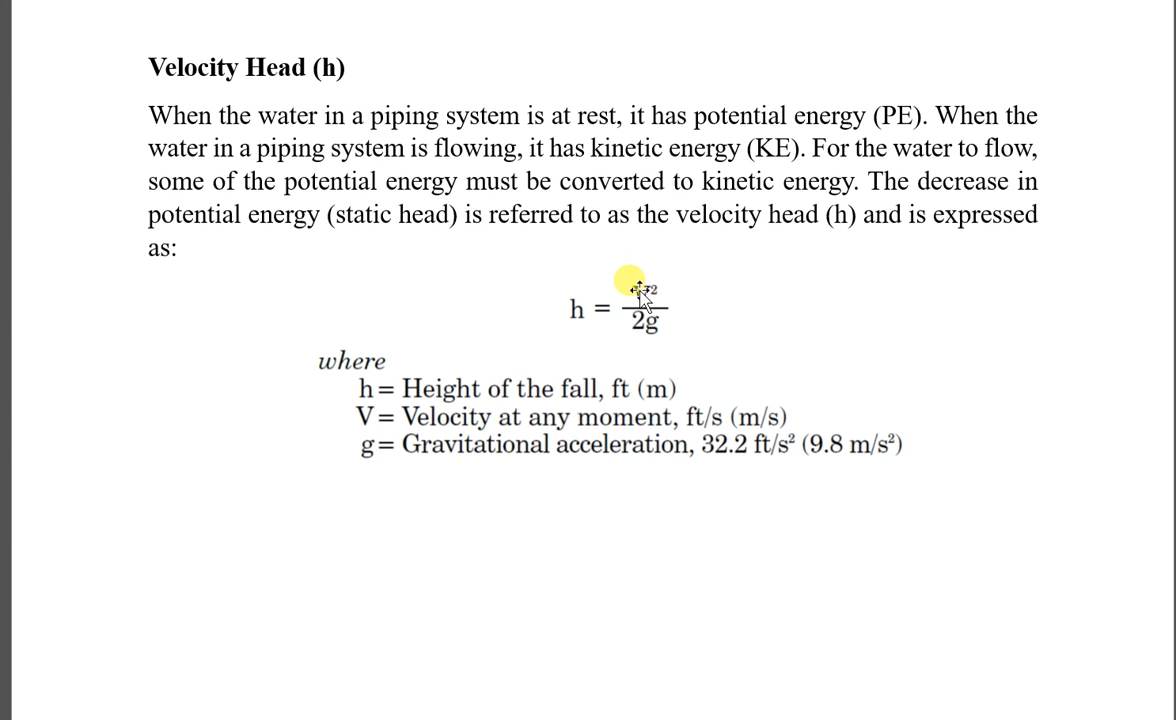 Velocity Head (h)
When the water in a piping system is at rest, it has potential energy (PE). When the
water in a piping system is flowing, it has kinetic energy (KE). For the water to flow,
some of the potential energy must be converted to kinetic energy. The decrease in
potential energy (static head) is referred to as the velocity head (h) and is expressed
as:
2
h =
2g
where
h = Height of the fall, ft (m)
V = Velocity at any moment, ft/s (m/s)
g = Gravitational acceleration, 32.2 ft/s² (9.8 m/s²)